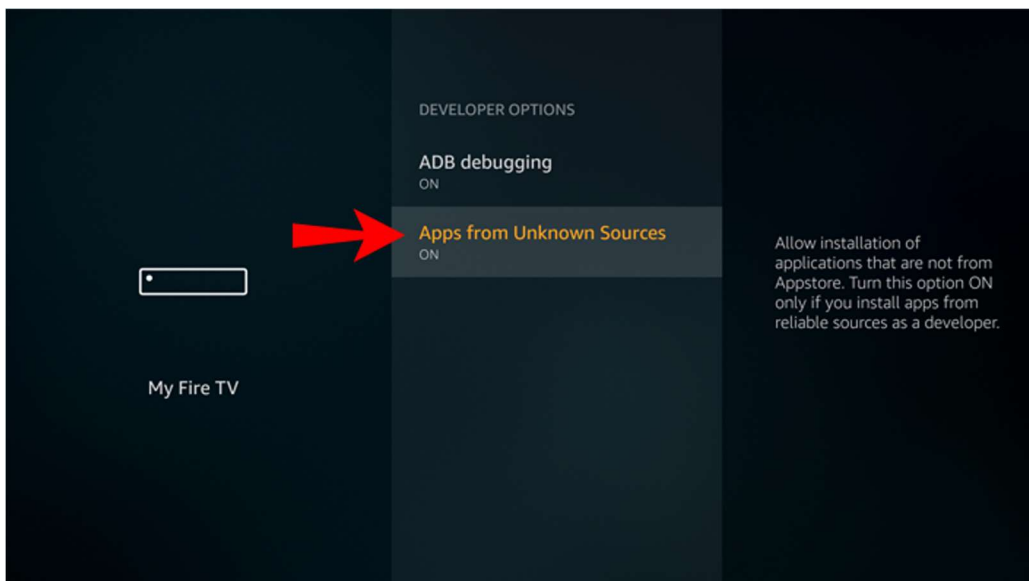 DEVELOPER OPTIONS
ADB debugging
ON
Apps from Unknown Sources
ON
My Fire TV
Allow installation of
applications that are not from
Appstore. Turn this option ON
only if you install apps from
reliable sources as a developer.